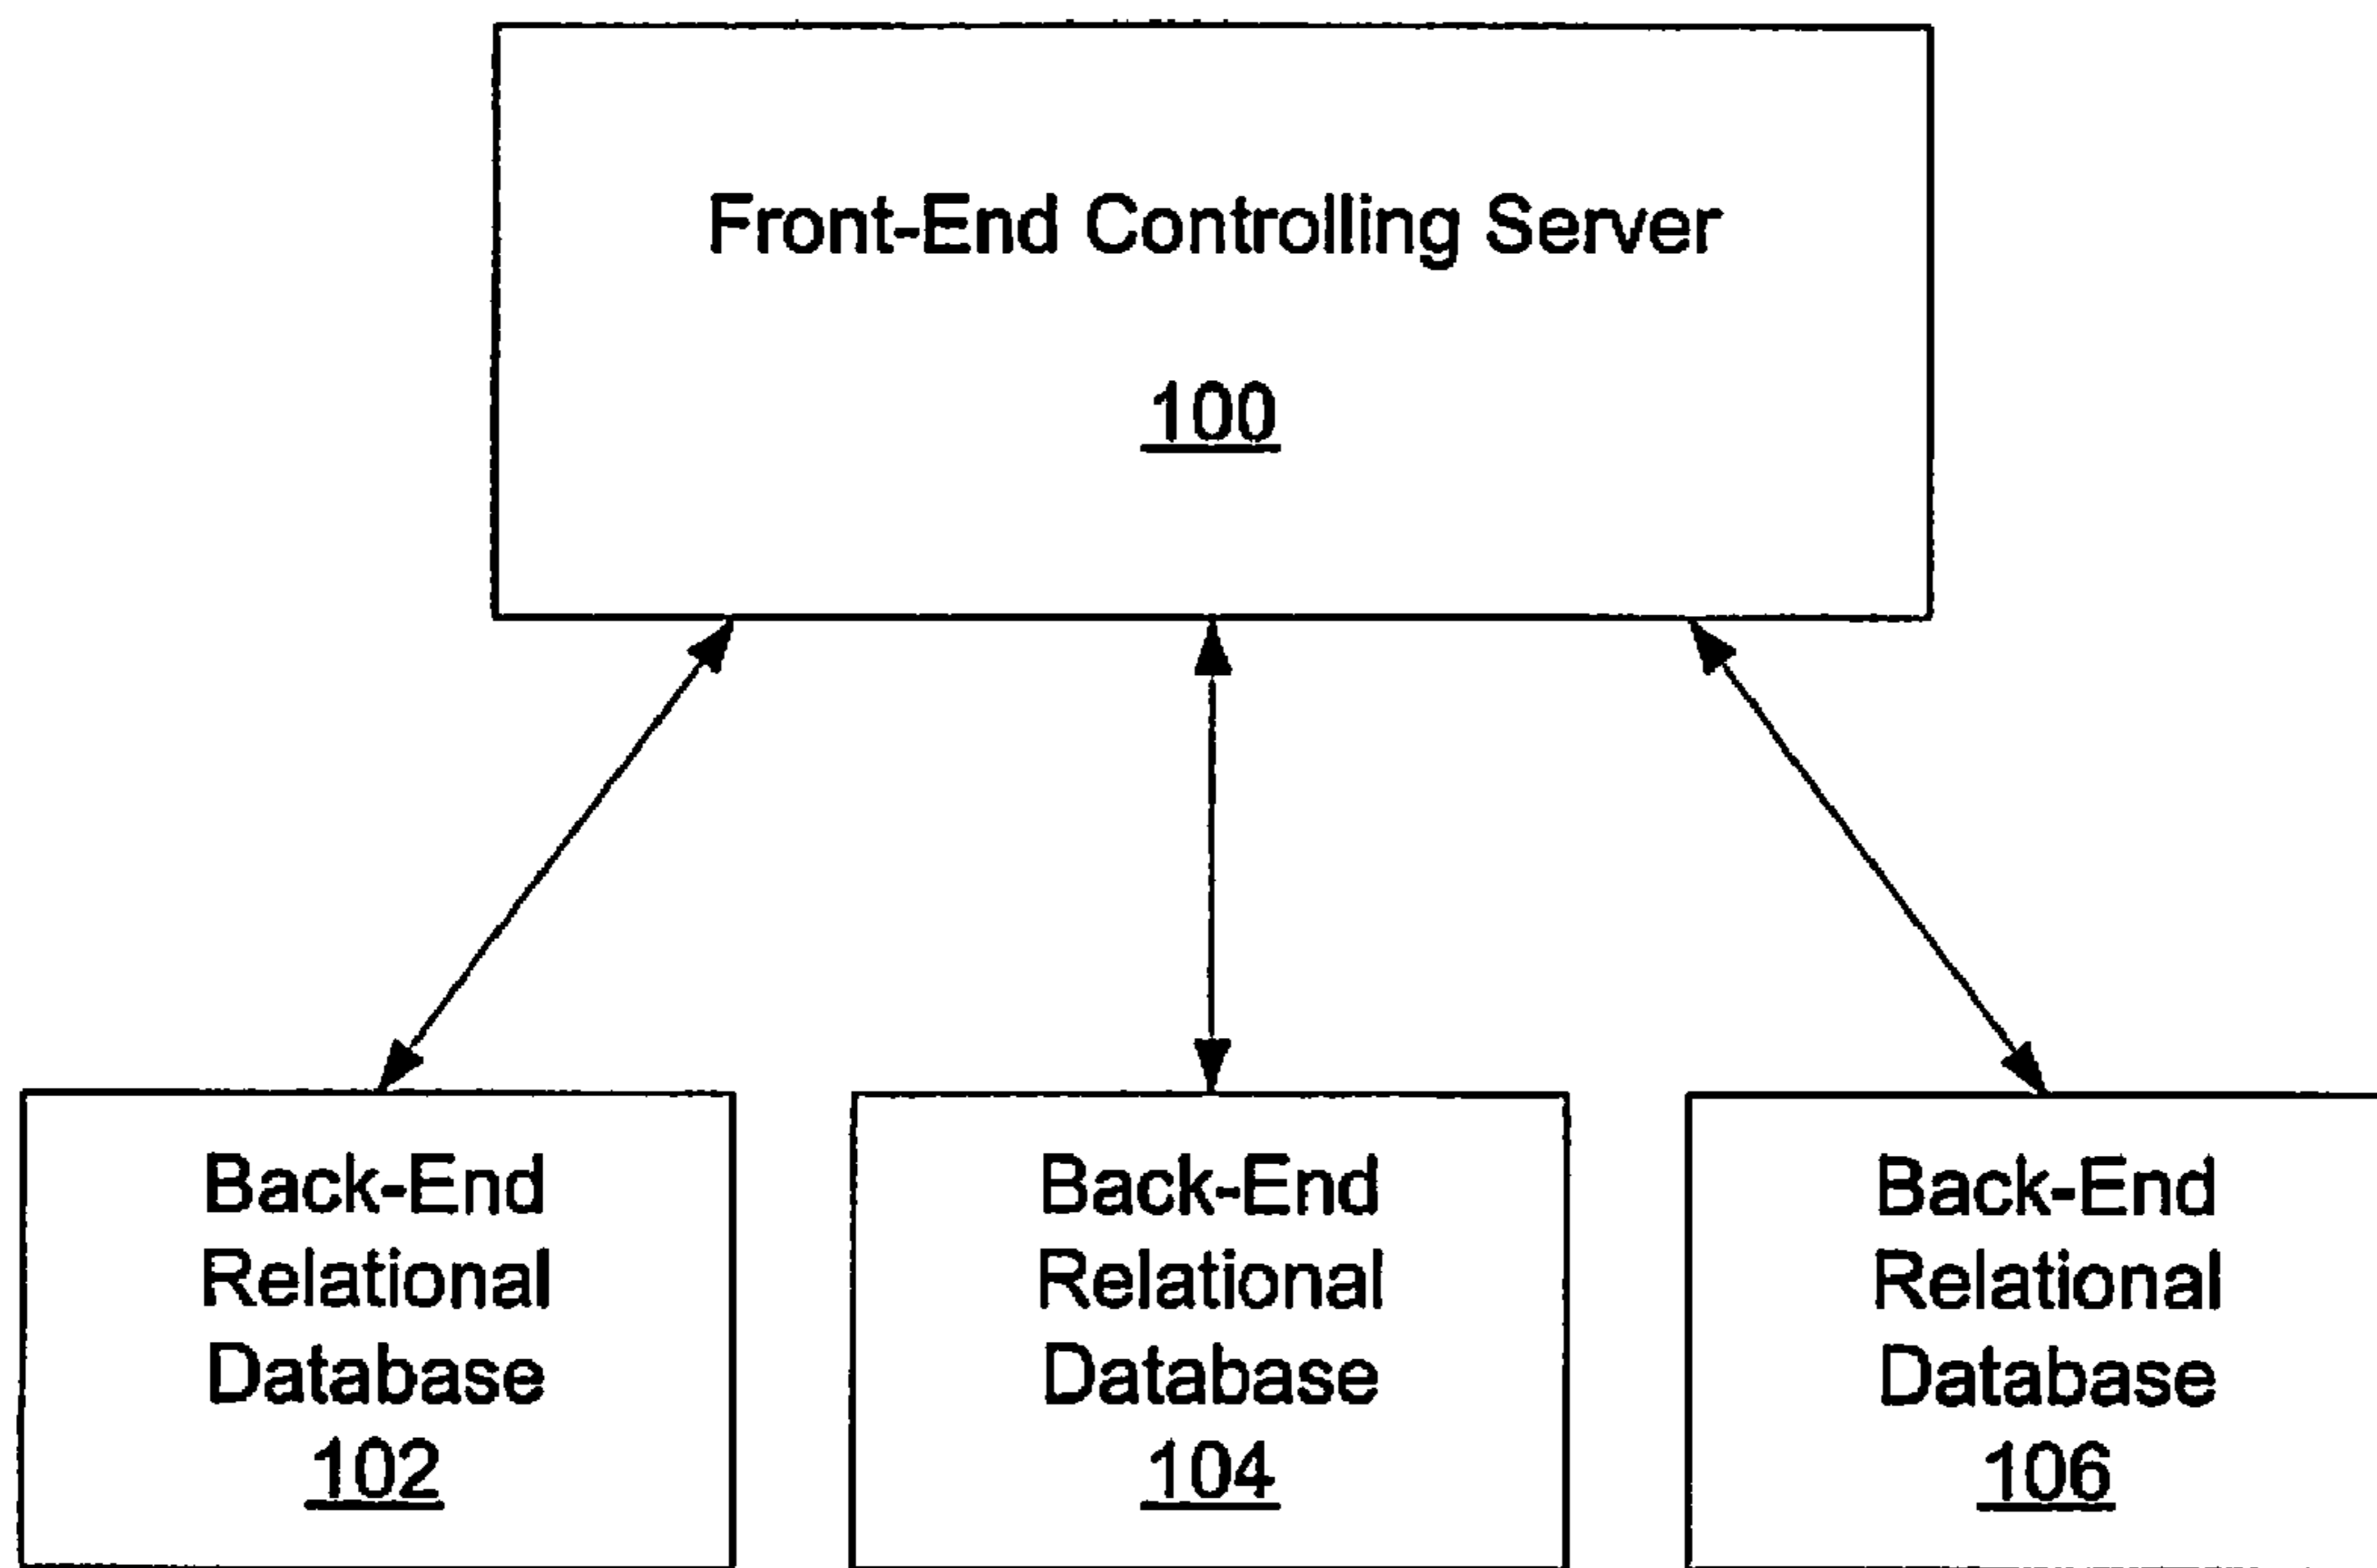 Front-End Controlling Server
100
Back-End
Relational
Database
102
Back-End
Relational
Database
104
Back-End
Relational
Database
106